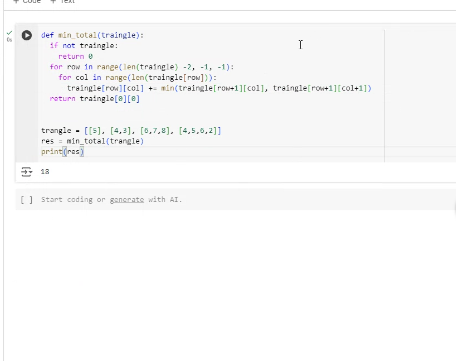 + Code + Text
def min_total(traingle):
if not traingle:
return 0
for row in range(len(traingle) -2, -1, -1):
for col in range(len(traingle[row])):
traingle[row][col] += min(traingle[row+1][col], traingle[row+1][col+1])
return traingle[0][0]
trangle = [[5], [4,3], [6,7,8], [4,5,6,2]]
res = min_total(trangle)
print(res)
18
[ ] Start coding or generate with AI.